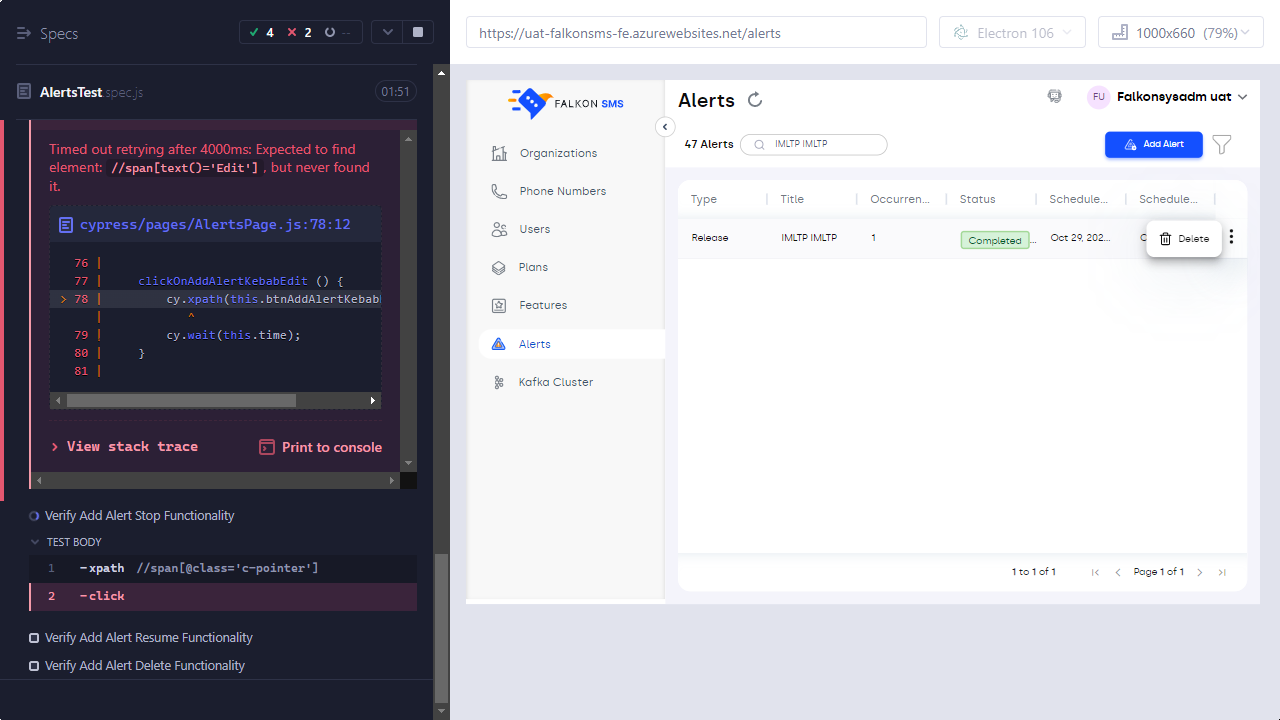 Specs
4
2
--
https://uat-falkonsms-fe.azurewebsites.net/alerts
Electron 106
1000x660 (79%)
AlertsTest.spec.js
01:51
Timed out retrying after 4000ms: Expected to find
element: //span[text()='Edit'], but never found
it.
cypress/pages/AlertsPage.js:78:12
76 |
77 | clickOnAddAlertKebabEdit () {
> 78 | cy.xpath(this.btnAddAlertKebab
| ^
79 | cy.wait(this.time);
80 | }
81 |
View stack trace
Print to console
Verify Add Alert Stop Functionality
TEST BODY
1 -xpath //span[@class='c-pointer']
2 -click
Verify Add Alert Resume Functionality
Verify Add Alert Delete Functionality
FALKON SMS
Organizations
Phone Numbers
Users
Plans
Features
Alerts
Kafka Cluster
Alerts
FU
Falkonsysadm uat
47 Alerts
IMLTP IMLTP
Add Alert
Type
Title
Occurren...
Status
Schedule...
Schedule...
Release
IMLTP IMLTP
1
Completed
...
Oct 29, 202...
Delete
1 to 1 of 1
Page 1 of 1